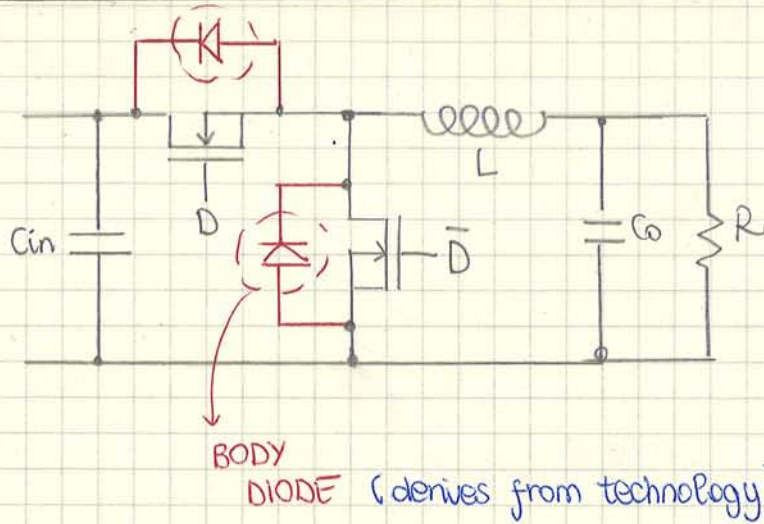 L
D
Cin
D̅
Co
R
BODY
DIODE (derives from technology)